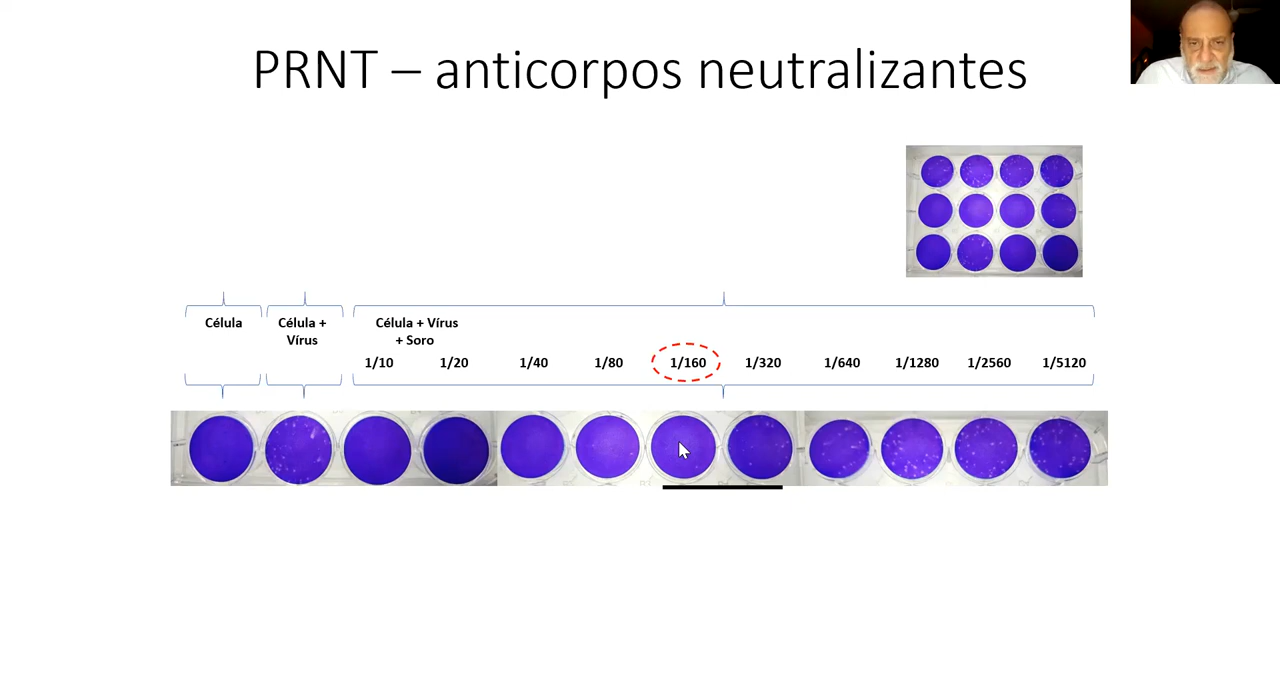 PRNT – anticorpos neutralizantes
Célula
Célula +
Vírus
Célula + Vírus
+ Soro
1/10 1/20 1/40 1/80 1/160 1/320 1/640 1/1280 1/2560 1/5120